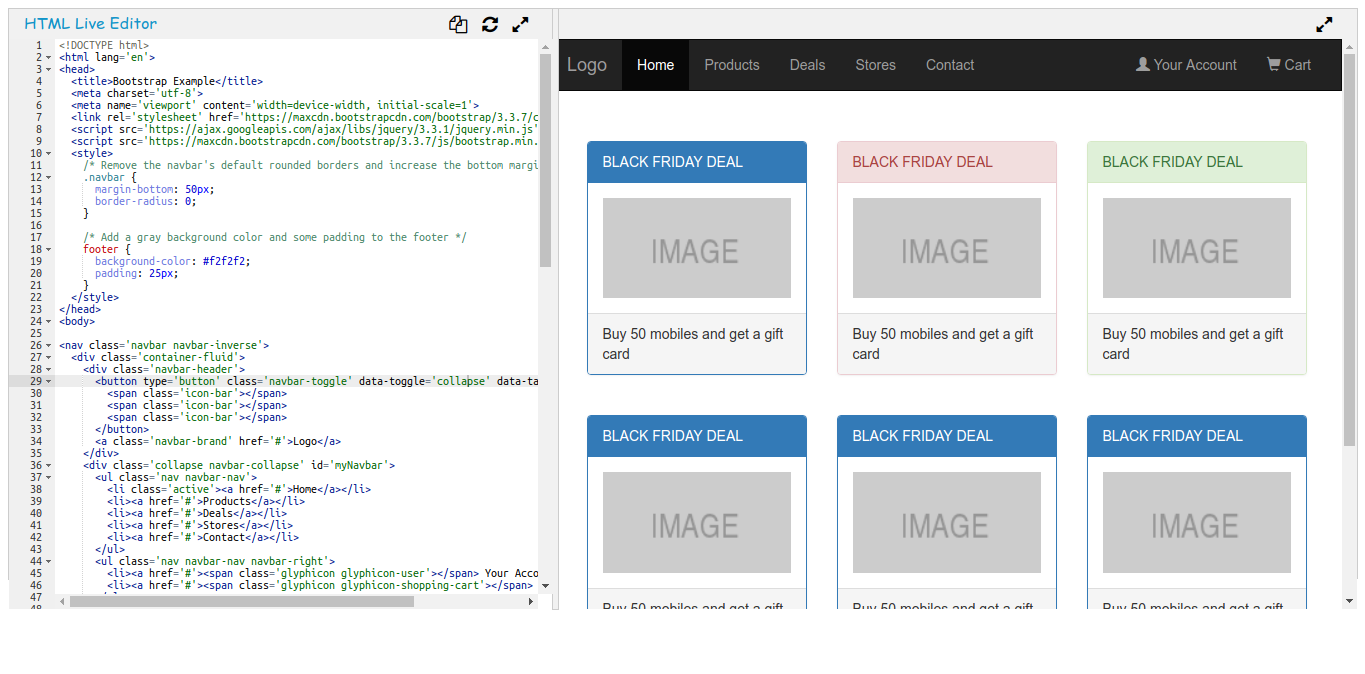 HTML Live Editor
1 <!DOCTYPE html>
2 <html lang='en'>
3 <head>
4 <title>Bootstrap Example</title>
5 <meta charset='utf-8'>
6 <meta name='viewport' content='width=device-width, initial-scale=1'>
7 <link rel='stylesheet' href='https://maxcdn.bootstrapcdn.com/bootstrap/3.3.7/c
8 <script src='https://ajax.googleapis.com/ajax/libs/jquery/3.3.1/jquery.min.js'
9 <script src='https://maxcdn.bootstrapcdn.com/bootstrap/3.3.7/js/bootstrap.min.
10 <style>
11 /* Remove the navbar's default rounded borders and increase the bottom margi
12 .navbar {
13 margin-bottom: 50px;
14 border-radius: 0;
15 }
16
17 /* Add a gray background color and some padding to the footer */
18 footer {
19 background-color: #f2f2f2;
20 padding: 25px;
21 }
22 </style>
23 </head>
24 <body>
25
26 <nav class='navbar navbar-inverse'>
27 <div class='container-fluid'>
28 <div class='navbar-header'>
29 <button type='button' class='navbar-toggle' data-toggle='collapse' data-ta
30 <span class='icon-bar'></span>
31 <span class='icon-bar'></span>
32 <span class='icon-bar'></span>
33 </button>
34 <a class='navbar-brand' href='#'>Logo</a>
35 </div>
36 <div class='collapse navbar-collapse' id='myNavbar'>
37 <ul class='nav navbar-nav'>
38 <li class='active'><a href='#'>Home</a></li>
39 <li><a href='#'>Products</a></li>
40 <li><a href='#'>Deals</a></li>
41 <li><a href='#'>Stores</a></li>
42 <li><a href='#'>Contact</a></li>
43 </ul>
44 <ul class='nav navbar-nav navbar-right'>
45 <li><a href='#'><span class='glyphicon glyphicon-user'></span> Your Acco
46 <li><a href='#'><span class='glyphicon glyphicon-shopping-cart'></span>
47
48
Logo Home Products Deals Stores Contact Your Account Cart
BLACK FRIDAY DEAL BLACK FRIDAY DEAL BLACK FRIDAY DEAL
IMAGE IMAGE IMAGE
Buy 50 mobiles and get a gift Buy 50 mobiles and get a gift Buy 50 mobiles and get a gift
card card card
BLACK FRIDAY DEAL BLACK FRIDAY DEAL BLACK FRIDAY DEAL
IMAGE IMAGE IMAGE
Buy 50 mobiles and get a gift Buy 50 mobiles and get a gift Buy 50 mobiles and get a gift